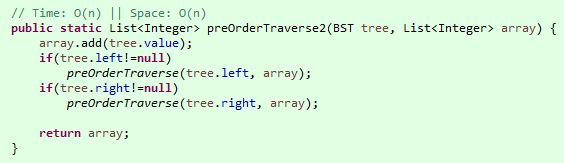 // Time: O(n) || Space: O(n)
public static List<Integer> preOrderTraverse2(BST tree, List<Integer> array) {
    array.add(tree.value);
    if(tree.left!=null)
        preOrderTraverse(tree.left, array);
    if(tree.right!=null)
        preOrderTraverse(tree.right, array);

    return array;
}